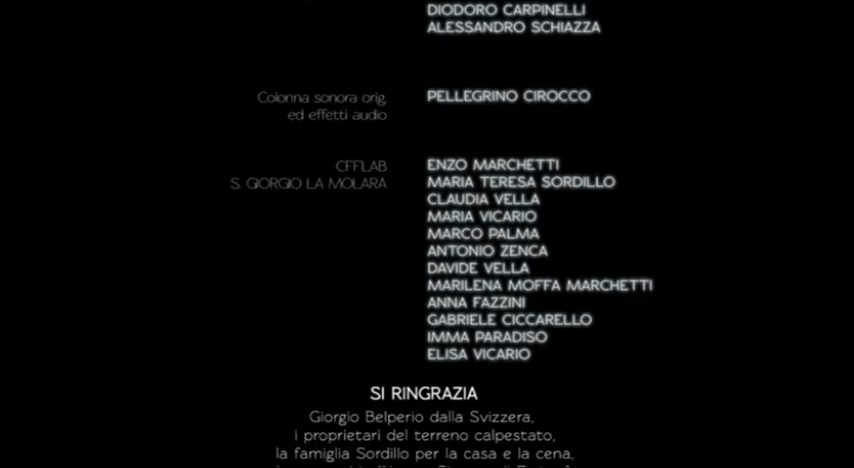 DIODORO CARPINELLI
ALESSANDRO SCHIAZZA
Colonna sonora orig. PELLEGRINO CIROCCO
ed effetti audio
CFFLAB ENZO MARCHETTI
S. GIORGIO LA MOLARA MARIA TERESA SORDILLO
CLAUDIA VELLA
MARIA VICARIO
MARCO PALMA
ANTONIO ZENCA
DAVIDE VELLA
MARILENA MOFFA MARCHETTI
ANNA FAZZINI
GABRIELE CICCARELLO
IMMA PARADISO
ELISA VICARIO
SI RINGRAZIA
Giorgio Belperio dalla Svizzera,
i proprietari del terreno calpestato,
la famiglia Sordillo per la casa e la cena,